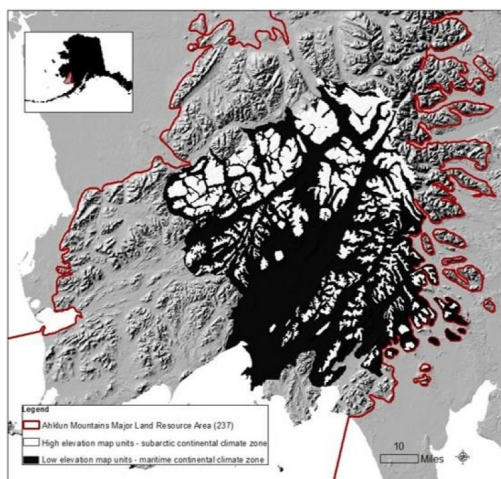 Legend
Ahklun Mountains Major Land Resource Area (237)
High elevation map units - subarctic continental climate zone
Low elevation map units - maritime continental climate zone
10
Miles